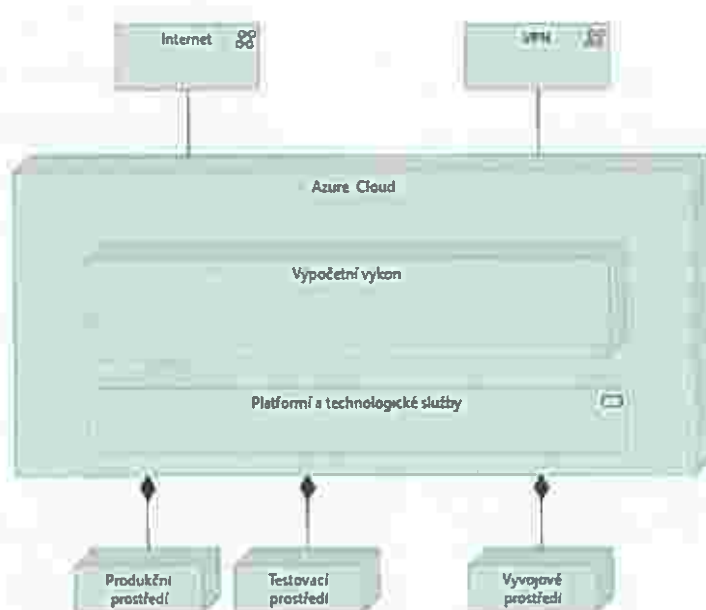 Internet
VPN
Azure Cloud
Vypočetní vykon
Platformí a technologické služby
Produkční
prostředí
Testovací
prostředí
Vyvojové
prostředí